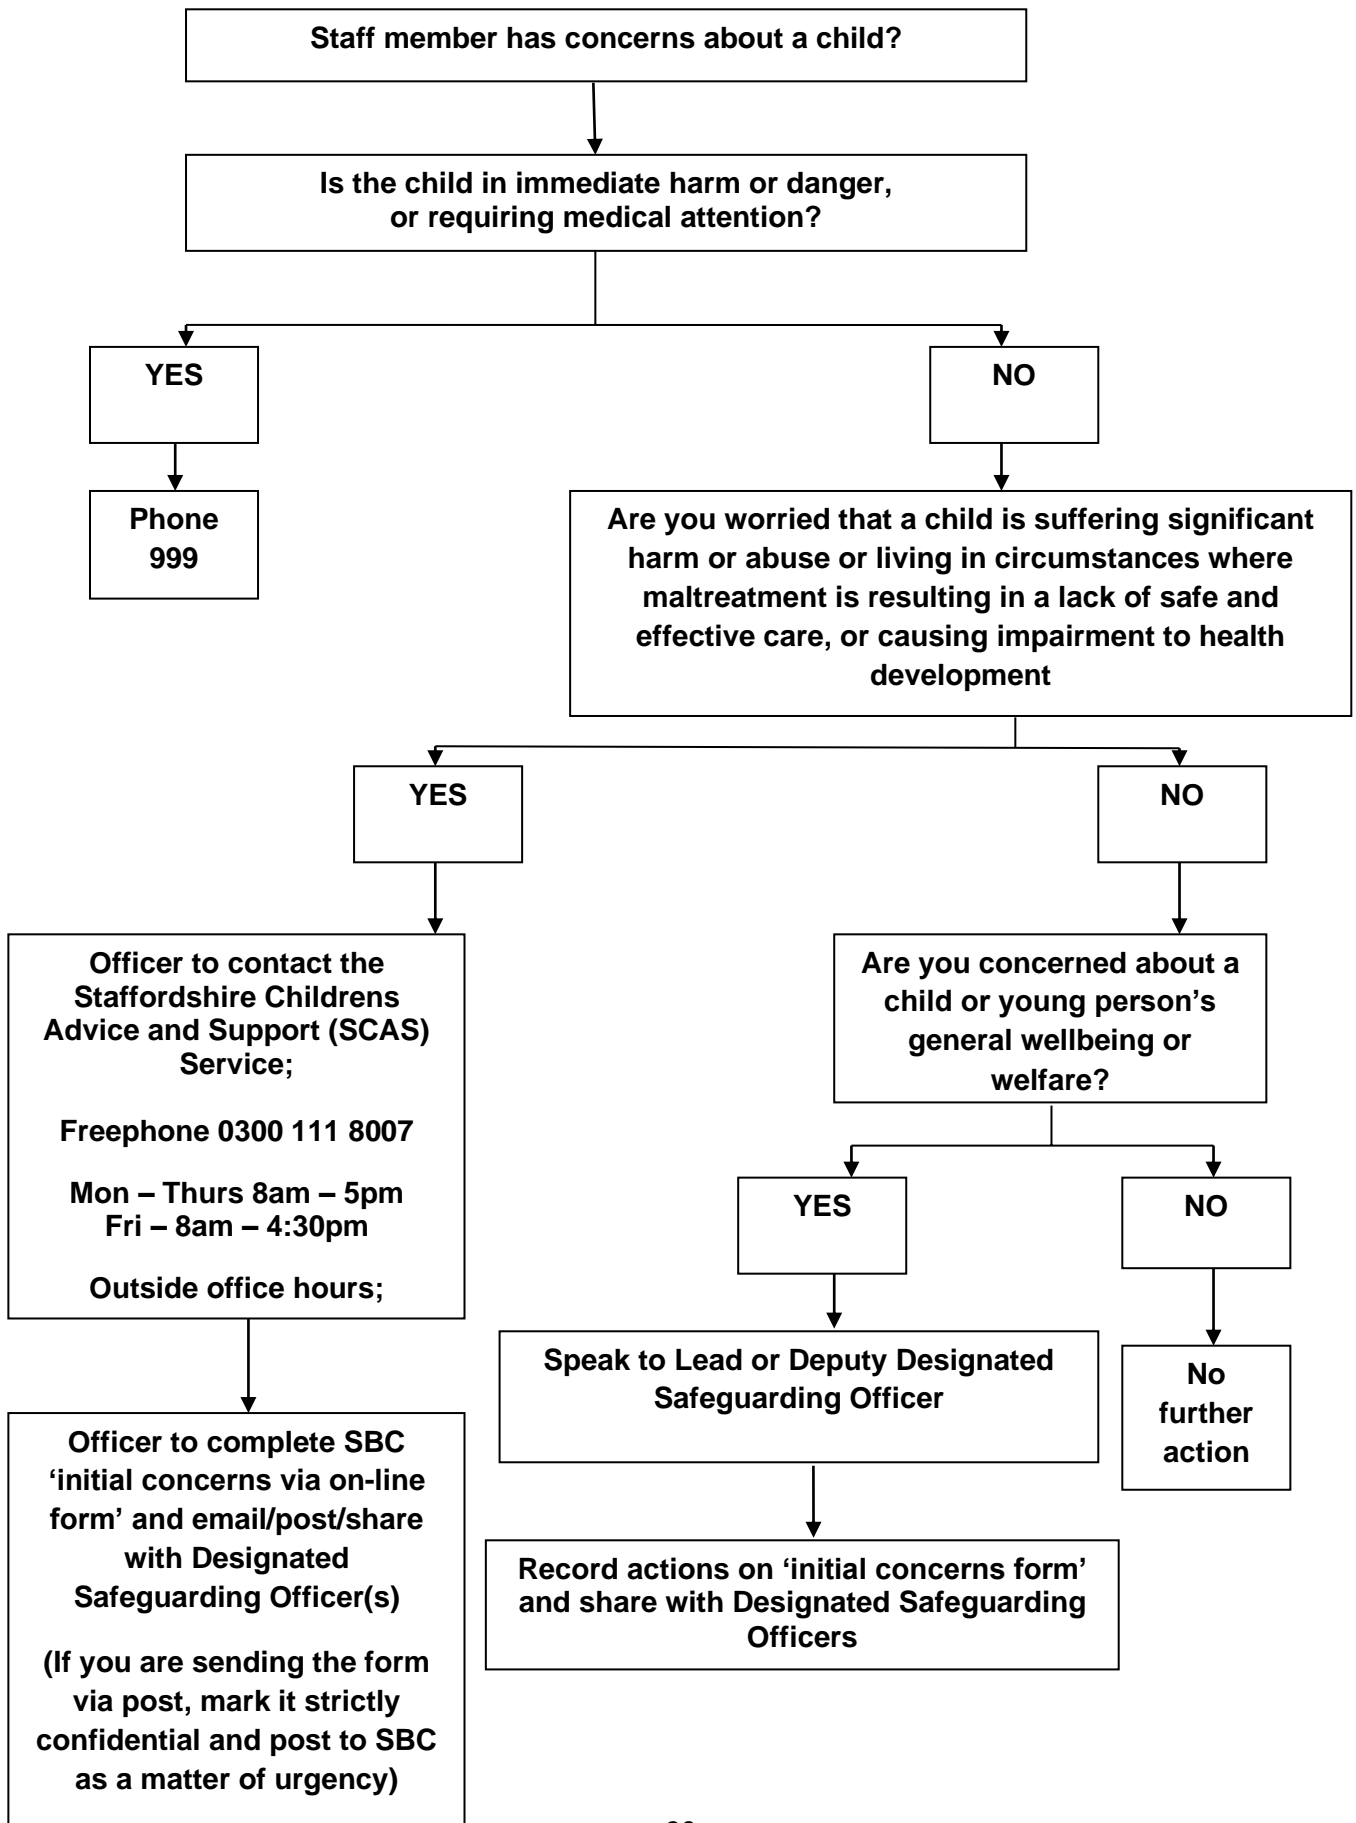 Staff member has concerns about a child?
Is the child in immediate harm or danger,
or requiring medical attention?
YES
NO
Phone
999
Are you worried that a child is suffering significant
harm or abuse or living in circumstances where
maltreatment is resulting in a lack of safe and
effective care, or causing impairment to health
development
YES
NO
Officer to contact the
Staffordshire Childrens
Advice and Support (SCAS)
Service;
Freephone 0300 111 8007
Mon – Thurs 8am – 5pm
Fri – 8am – 4:30pm
Outside office hours;
Are you concerned about a
child or young person’s
general wellbeing or
welfare?
YES
NO
Speak to Lead or Deputy Designated
Safeguarding Officer
No
further
action
Officer to complete SBC
‘initial concerns via on-line
form’ and email/post/share
with Designated
Safeguarding Officer(s)
(If you are sending the form
via post, mark it strictly
confidential and post to SBC
as a matter of urgency)
Record actions on ‘initial concerns form’
and share with Designated Safeguarding
Officers